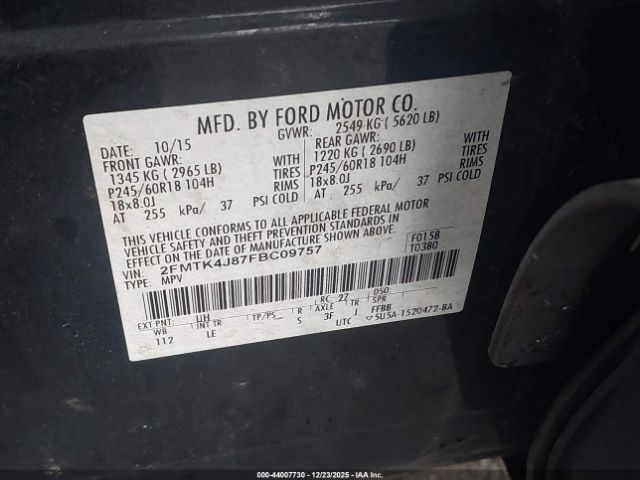 MFD. BY FORD MOTOR CO.
DATE: 10/15 GVWR: 2549 KG ( 5620 LB)
FRONT GAWR: WITH REAR GAWR: WITH
1345 KG ( 2965 LB) TIRES 1220 KG ( 2690 LB) TIRES
P245/60R18 104H RIMS P245/60R18 104H RIMS
18x8.0J PSI COLD 18x8.0J PSI COLD
AT 255 kPa/ 37 AT 255 kPa/ 37
THIS VEHICLE CONFORMS TO ALL APPLICABLE FEDERAL MOTOR
VEHICLE SAFETY AND THEFT PREVENTION STANDARDS IN
EFFECT ON THE DATE OF MANUFACTURE SHOWN ABOVE.
VIN: 2FMTK4J87FBC09757 F0158
TYPE: MPV T0380
EXT PNT: UH RC: 27 DSO
WB INT TR TP/PS R AXLE TR SPR
112 LE S 3F J FFBB
UTC 5U5A-1520472-BA
000-44007730 - 12/23/2025 - IAAI.com